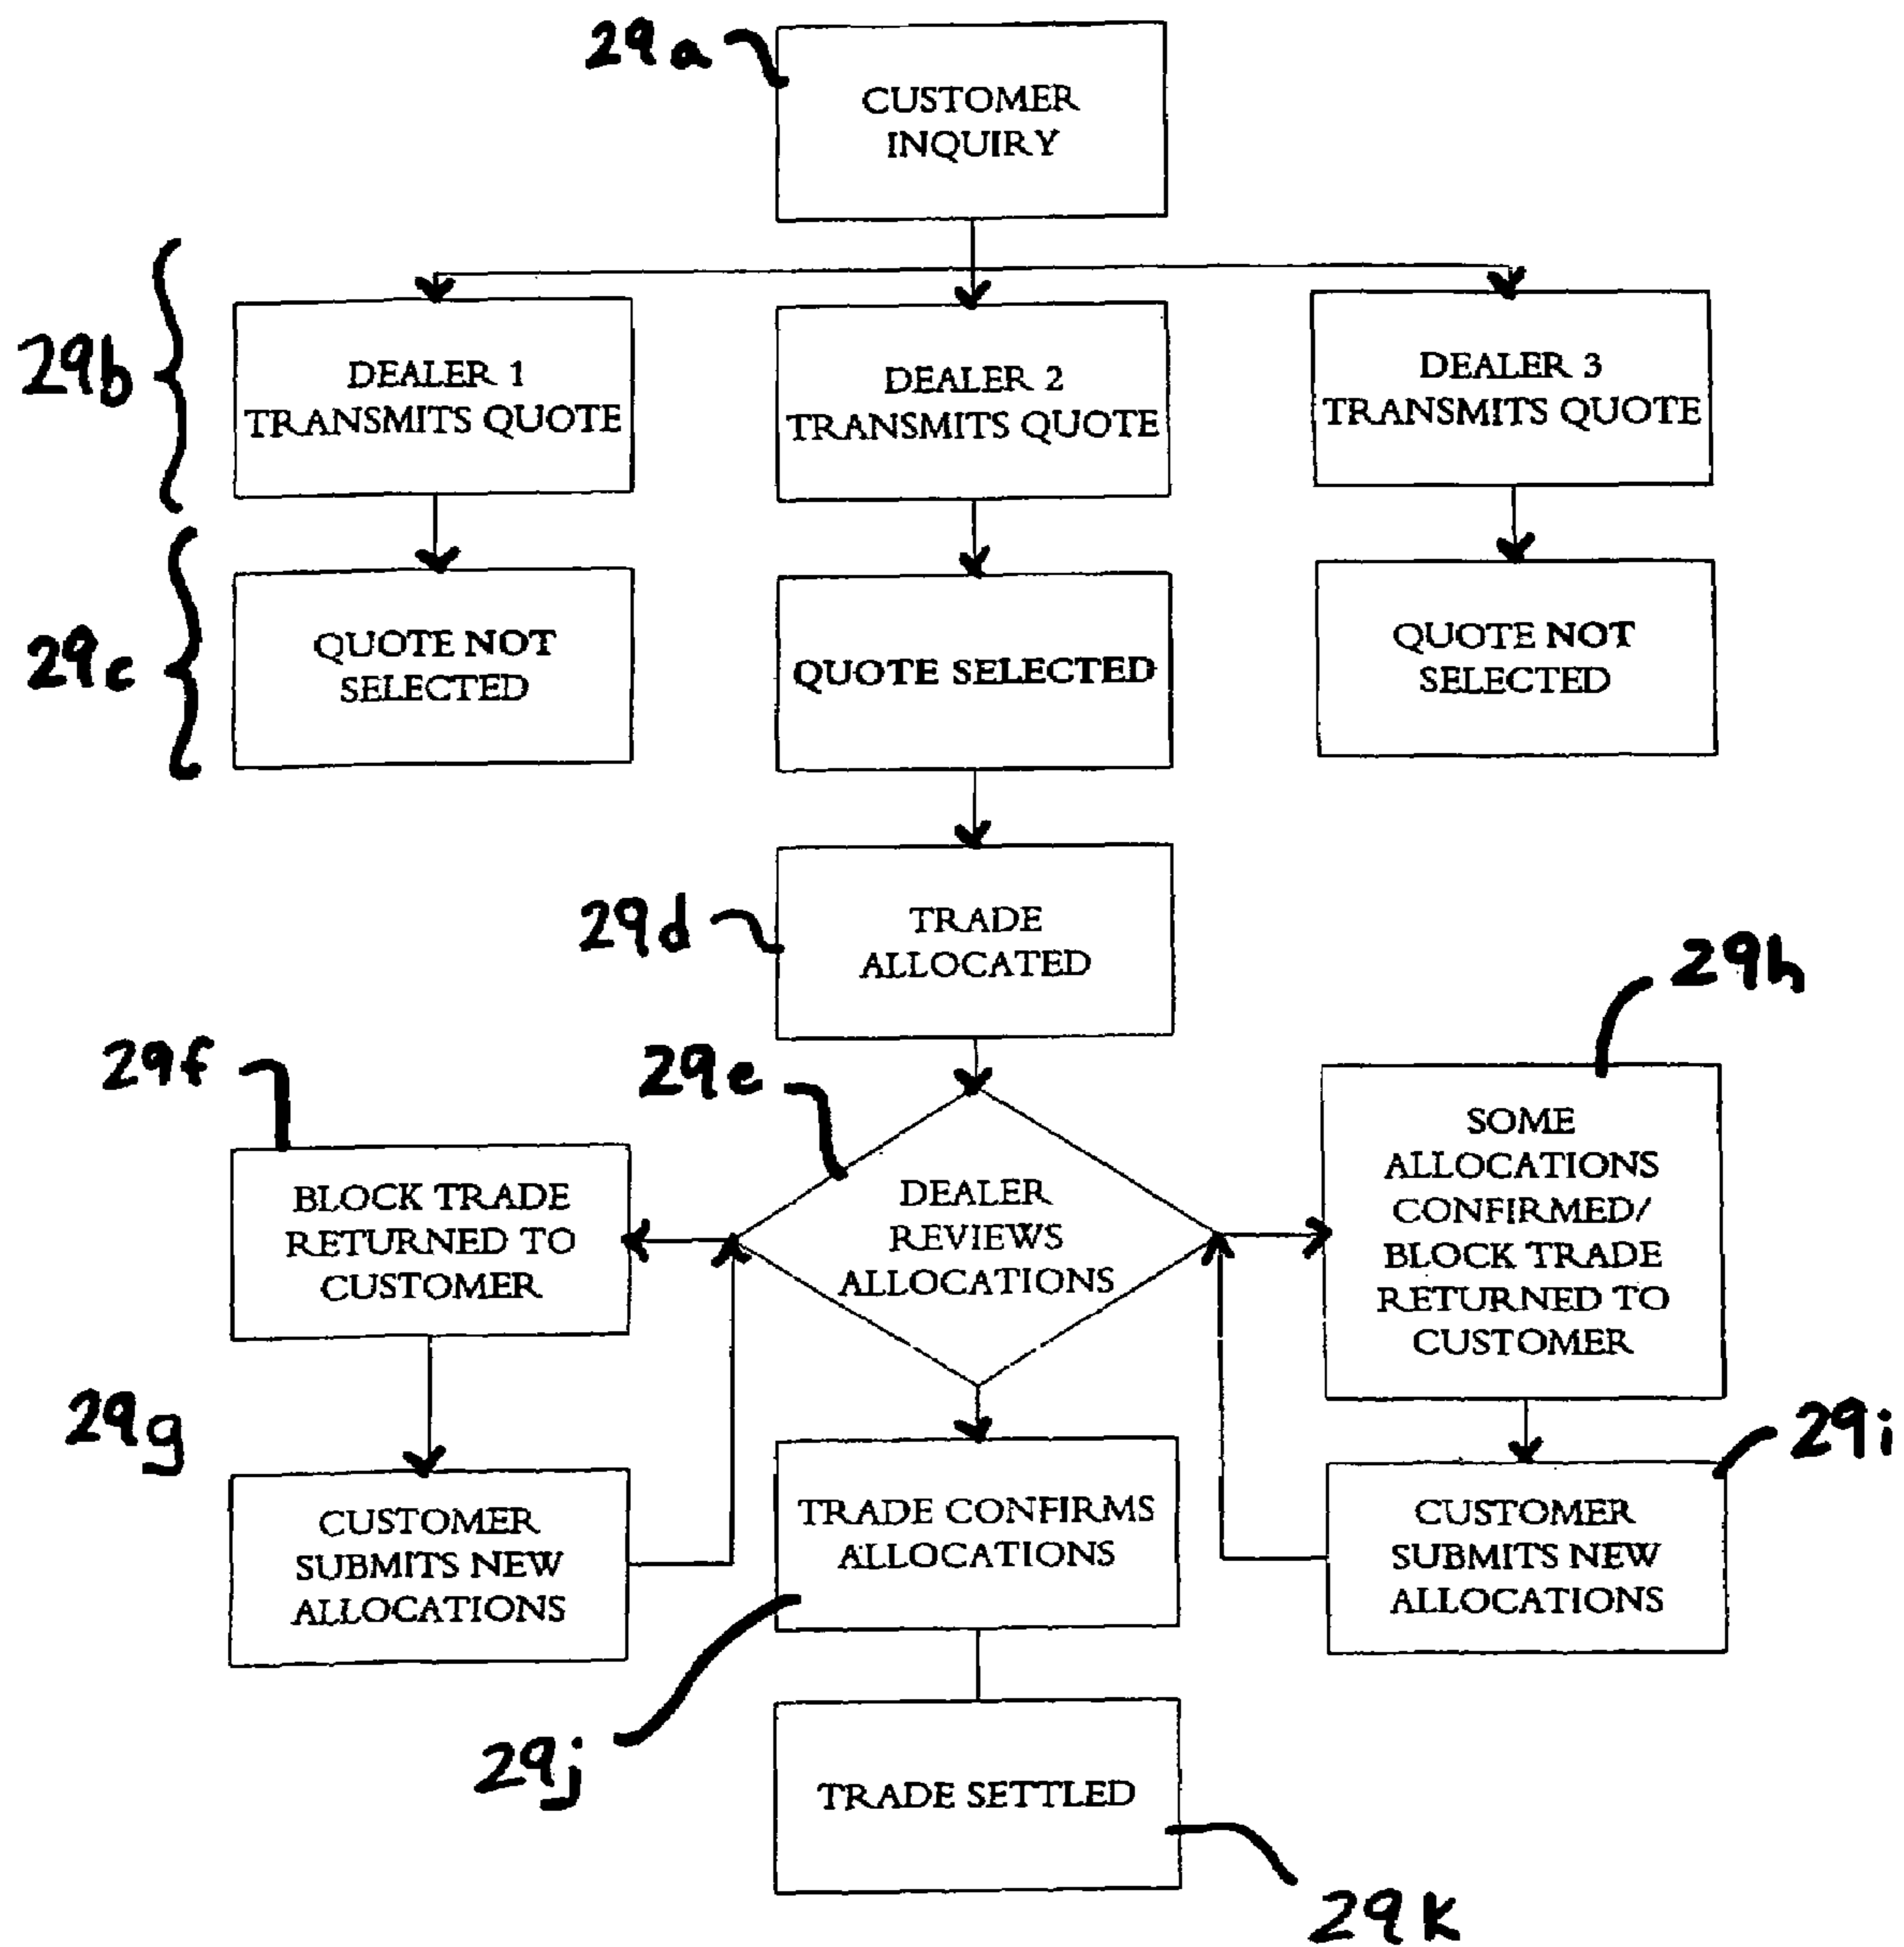 29a
CUSTOMER
INQUIRY
29b
DEALER 1
TRANSMITS QUOTE
DEALER 2
TRANSMITS QUOTE
DEALER 3
TRANSMITS QUOTE
29c
QUOTE NOT
SELECTED
QUOTE SELECTED
QUOTE NOT
SELECTED
29d
TRADE
ALLOCATED
29h
29f
29e
BLOCK TRADE
RETURNED TO
CUSTOMER
DEALER
REVIEWS
ALLOCATIONS
SOME
ALLOCATIONS
CONFIRMED/
BLOCK TRADE
RETURNED TO
CUSTOMER
29g
29i
CUSTOMER
SUBMITS NEW
ALLOCATIONS
TRADE CONFIRMS
ALLOCATIONS
CUSTOMER
SUBMITS NEW
ALLOCATIONS
29j
TRADE SETTLED
29k